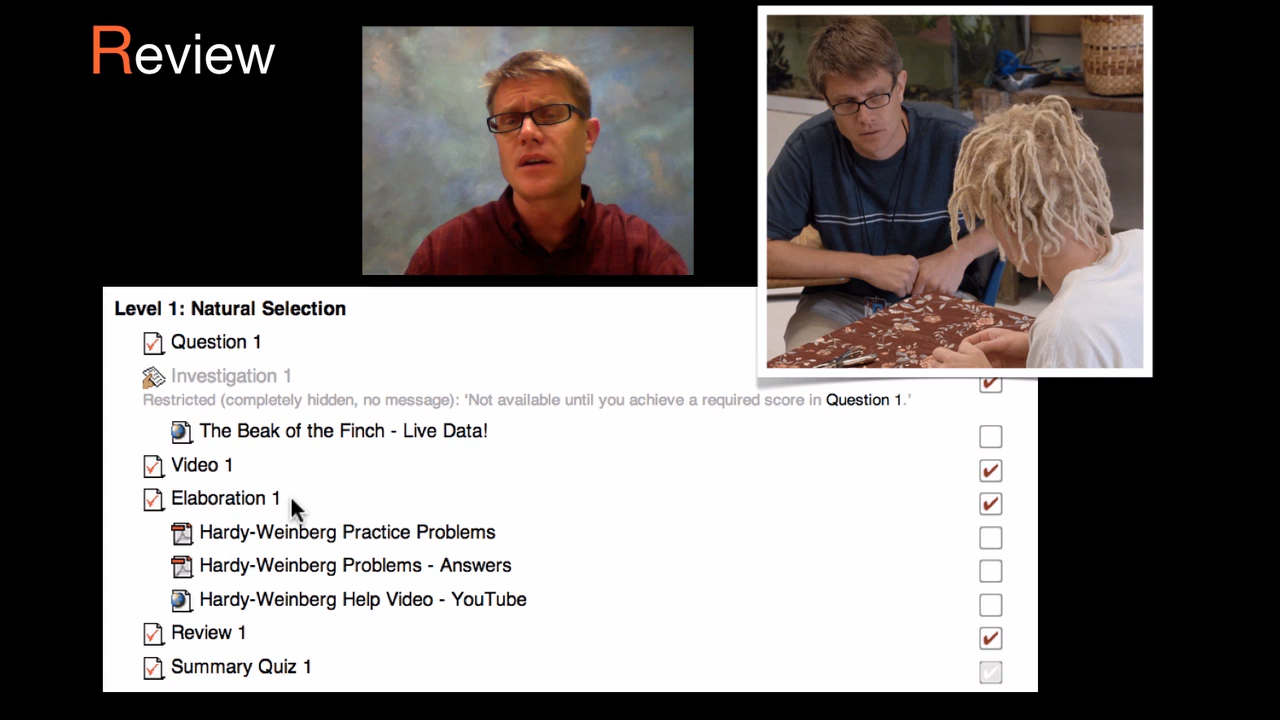 Review
Level 1: Natural Selection
Question 1
Investigation 1
Restricted (completely hidden, no message): 'Not available until you achieve a required score in Question 1.'
The Beak of the Finch - Live Data!
Video 1
Elaboration 1
Hardy-Weinberg Practice Problems
Hardy-Weinberg Problems - Answers
Hardy-Weinberg Help Video - YouTube
Review 1
Summary Quiz 1